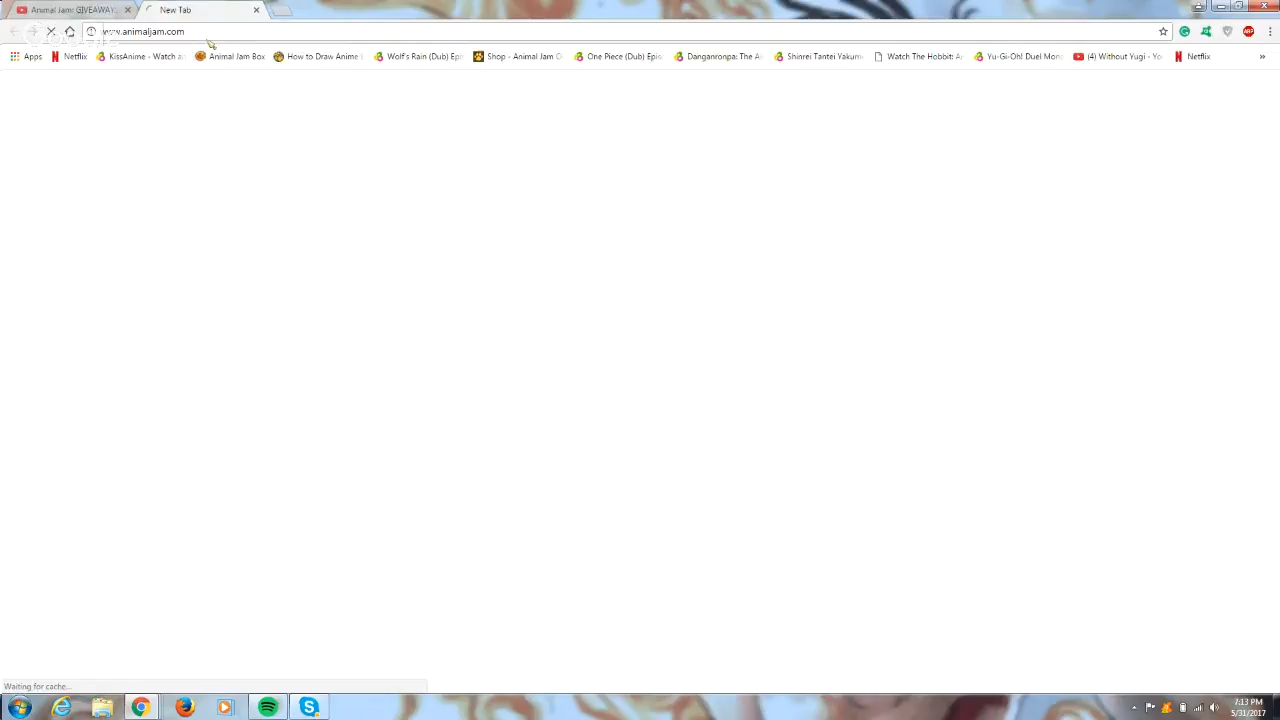 Animal Jam: GIVEAWAY:
New Tab
www.animaljam.com
Apps
Netflix
KissAnime - Watch a
Animal Jam Box
How to Draw Anime |
Wolf's Rain (Dub) Ep
Shop - Animal Jam
One Piece (Dub) Epis
Danganronpa: The A
Shinrei Tantei Yakum
Watch The Hobbit: A
Yu-Gi-Oh! Duel Mon
(4) Without Yugi - Yo
Netflix
»
Waiting for cache...
7:13 PM
5/31/2017